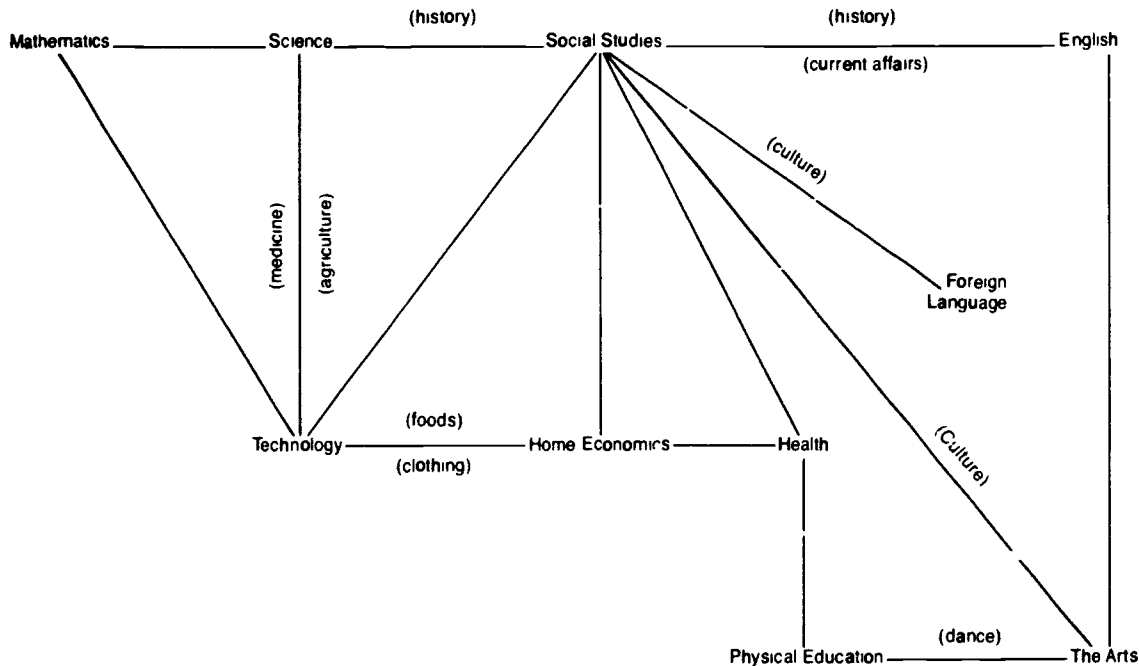 (history) (history)
Mathematics Science Social Studies English
(current affairs)
(culture)
(medicine)
(agriculture)
Foreign
Language
(foods)
Technology Home Economics Health
(clothing)
(Culture)
(dance)
Physical Education The Arts